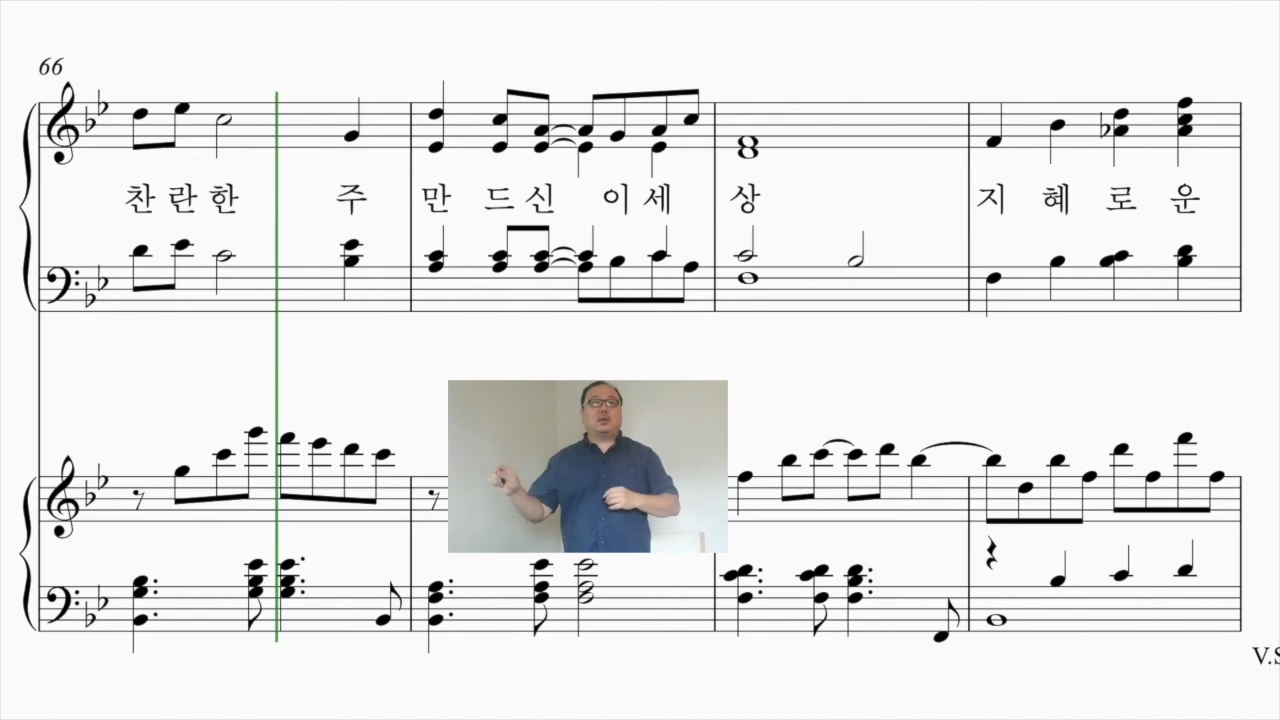 66
찬 란 한 주 만 드 신 이 세 상 지 혜 로 운
V.S